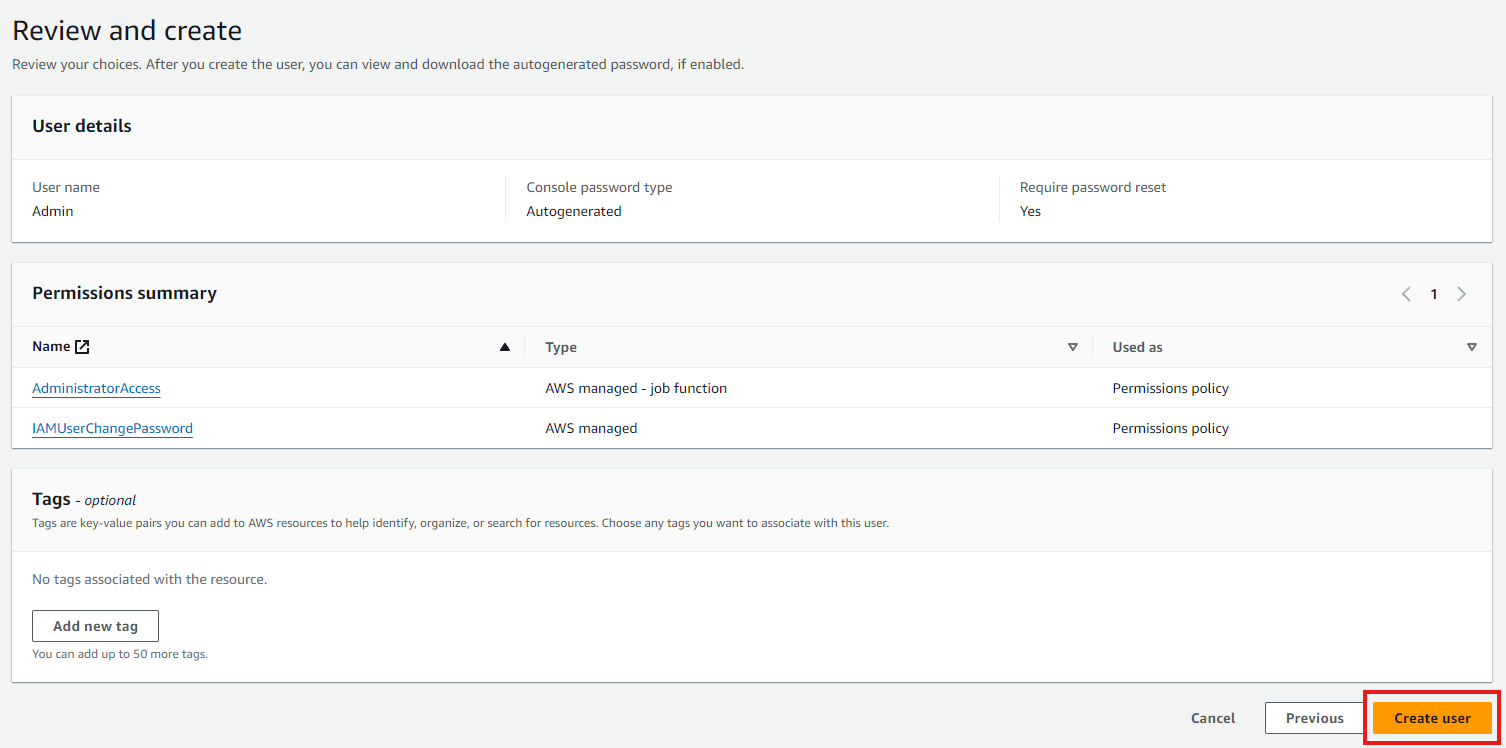 Review and create
Review your choices. After you create the user, you can view and download the autogenerated password, if enabled.
User details
User name
Admin
Console password type
Autogenerated
Require password reset
Yes
Permissions summary
1
Name
Type
Used as
AdministratorAccess
AWS managed - job function
Permissions policy
IAMUserChangePassword
AWS managed
Permissions policy
Tags - optional
Tags are key-value pairs you can add to AWS resources to help identify, organize, or search for resources. Choose any tags you want to associate with this user.
No tags associated with the resource.
Add new tag
You can add up to 50 more tags.
Cancel
Previous
Create user